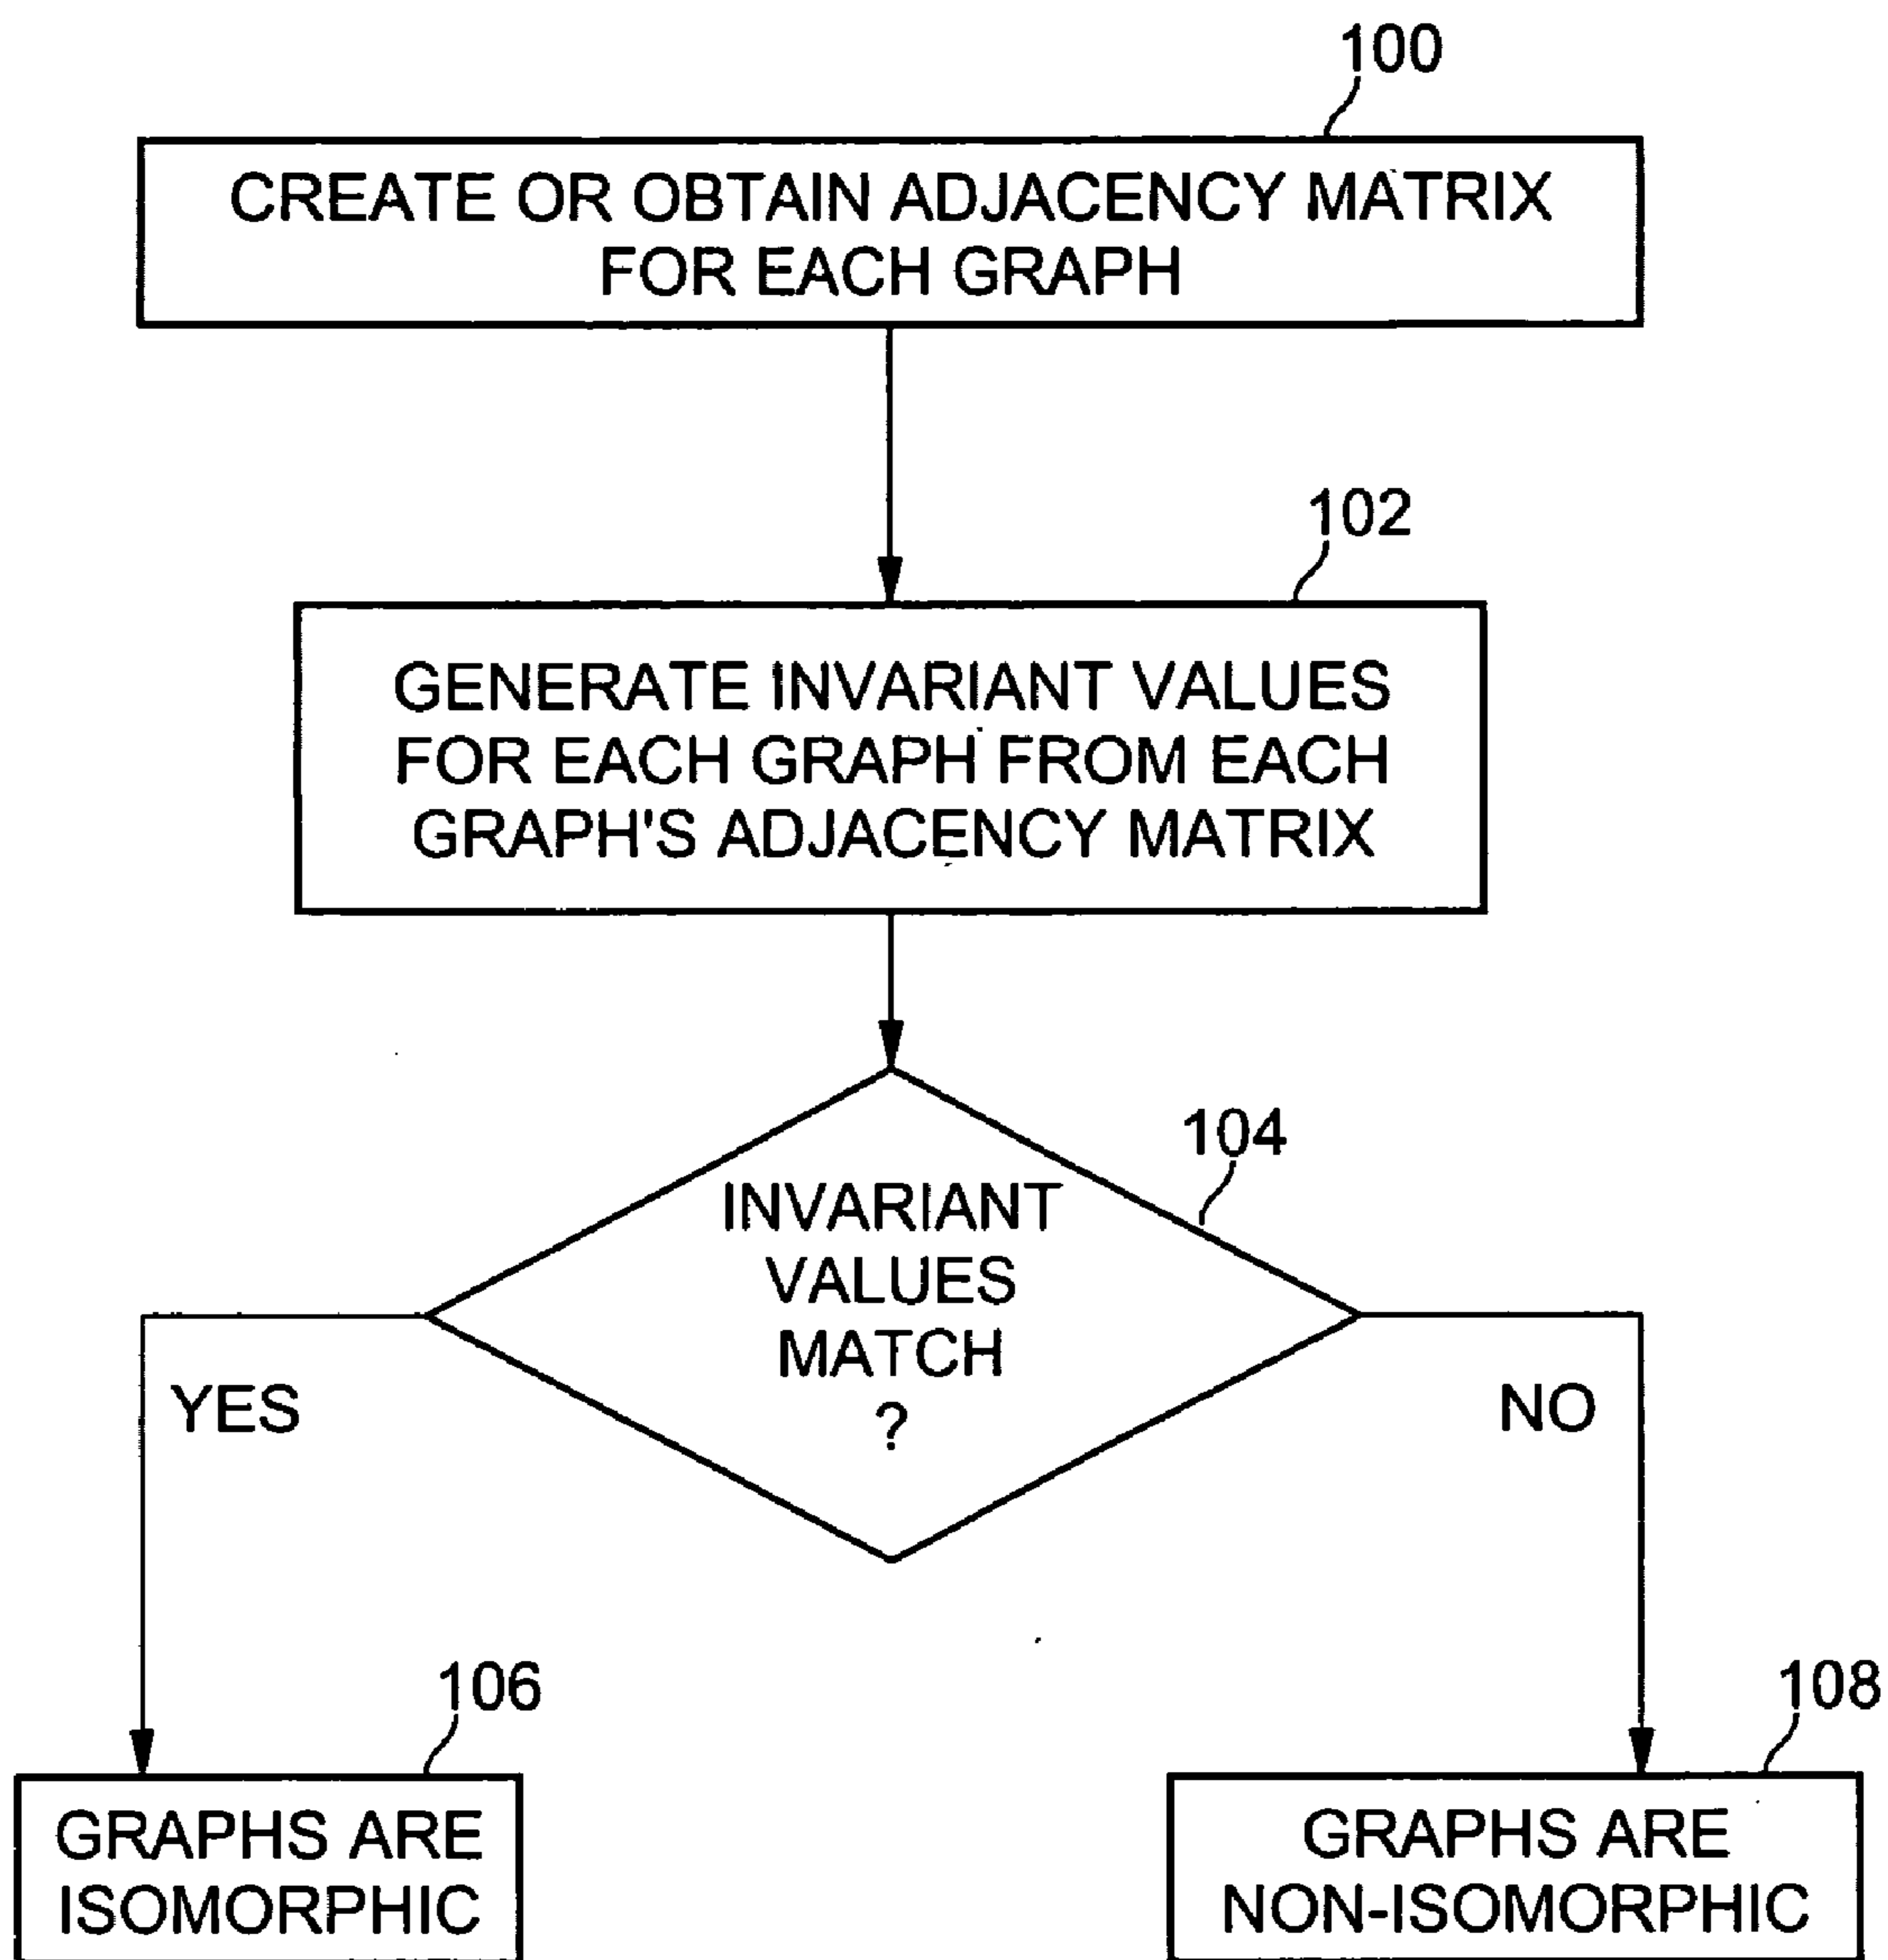 100
CREATE OR OBTAIN ADJACENCY MATRIX
FOR EACH GRAPH
102
GENERATE INVARIANT VALUES
FOR EACH GRAPH FROM EACH
GRAPH'S ADJACENCY MATRIX
104
INVARIANT
VALUES
MATCH
?
YES
NO
106
108
GRAPHS ARE
ISOMORPHIC
GRAPHS ARE
NON-ISOMORPHIC